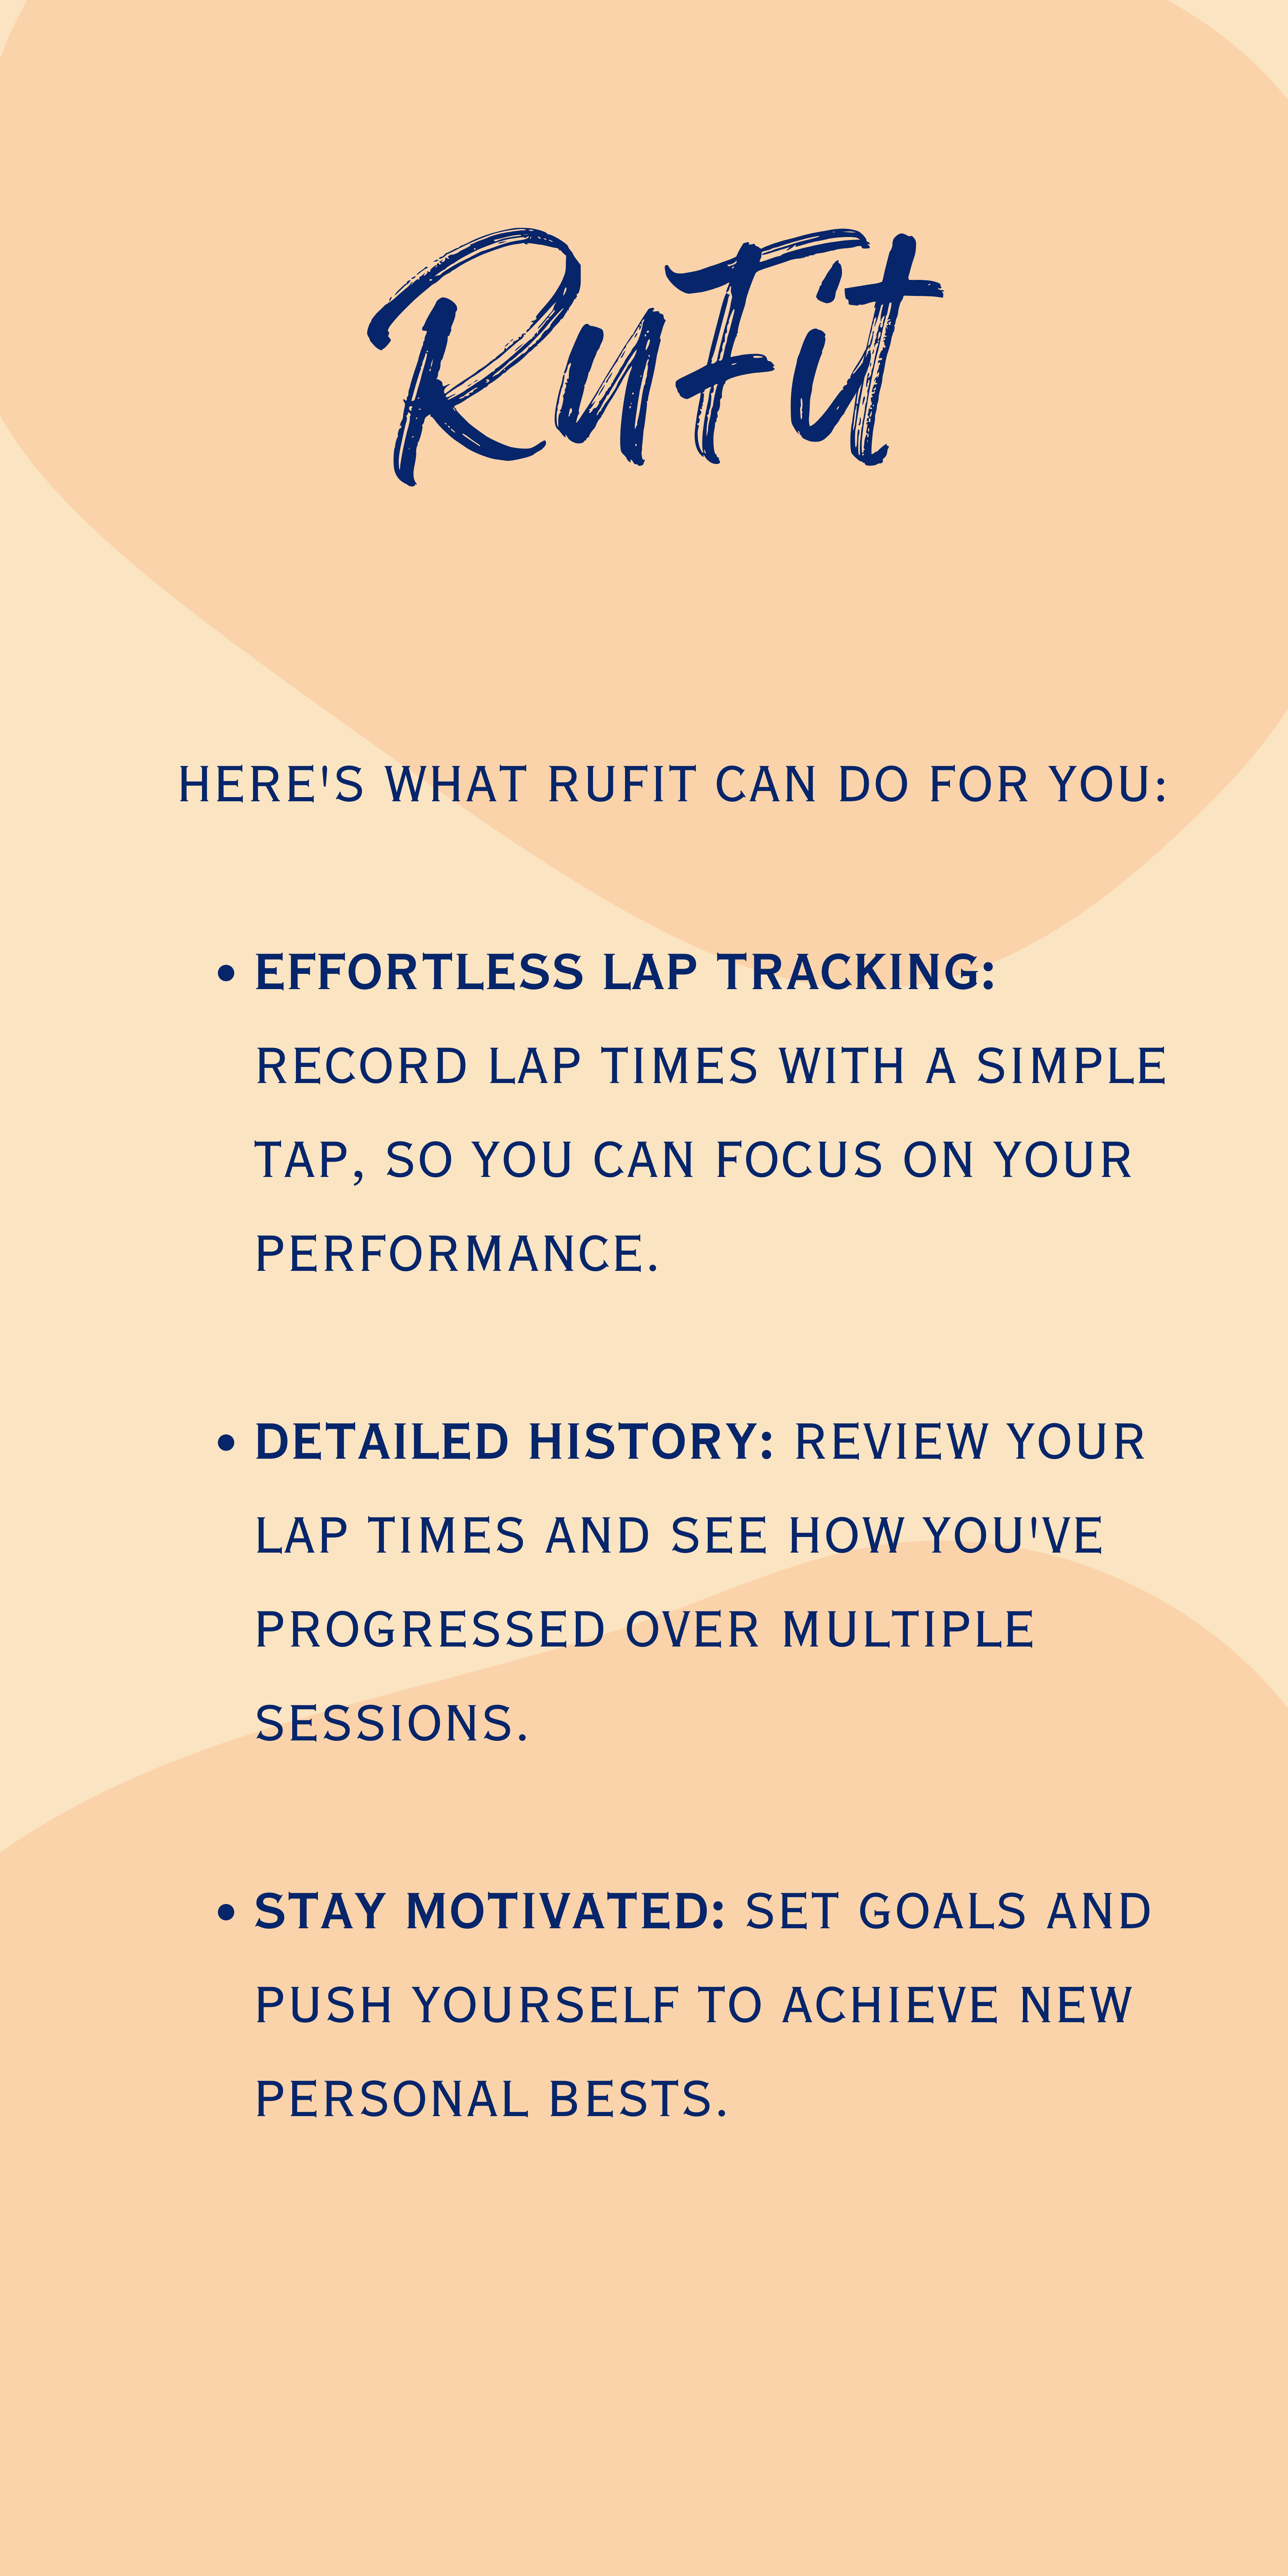 RuFit
HERE'S WHAT RUFIT CAN DO FOR YOU:
• EFFORTLESS LAP TRACKING:
RECORD LAP TIMES WITH A SIMPLE
TAP, SO YOU CAN FOCUS ON YOUR
PERFORMANCE.
• DETAILED HISTORY: REVIEW YOUR
LAP TIMES AND SEE HOW YOU'VE
PROGRESSED OVER MULTIPLE
SESSIONS.
• STAY MOTIVATED: SET GOALS AND
PUSH YOURSELF TO ACHIEVE NEW
PERSONAL BESTS.